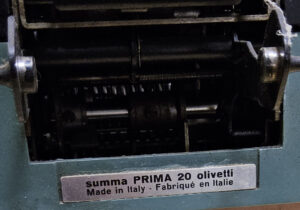 summa PRIMA 20 olivetti
Made in Italy - Fabriqué en Italie